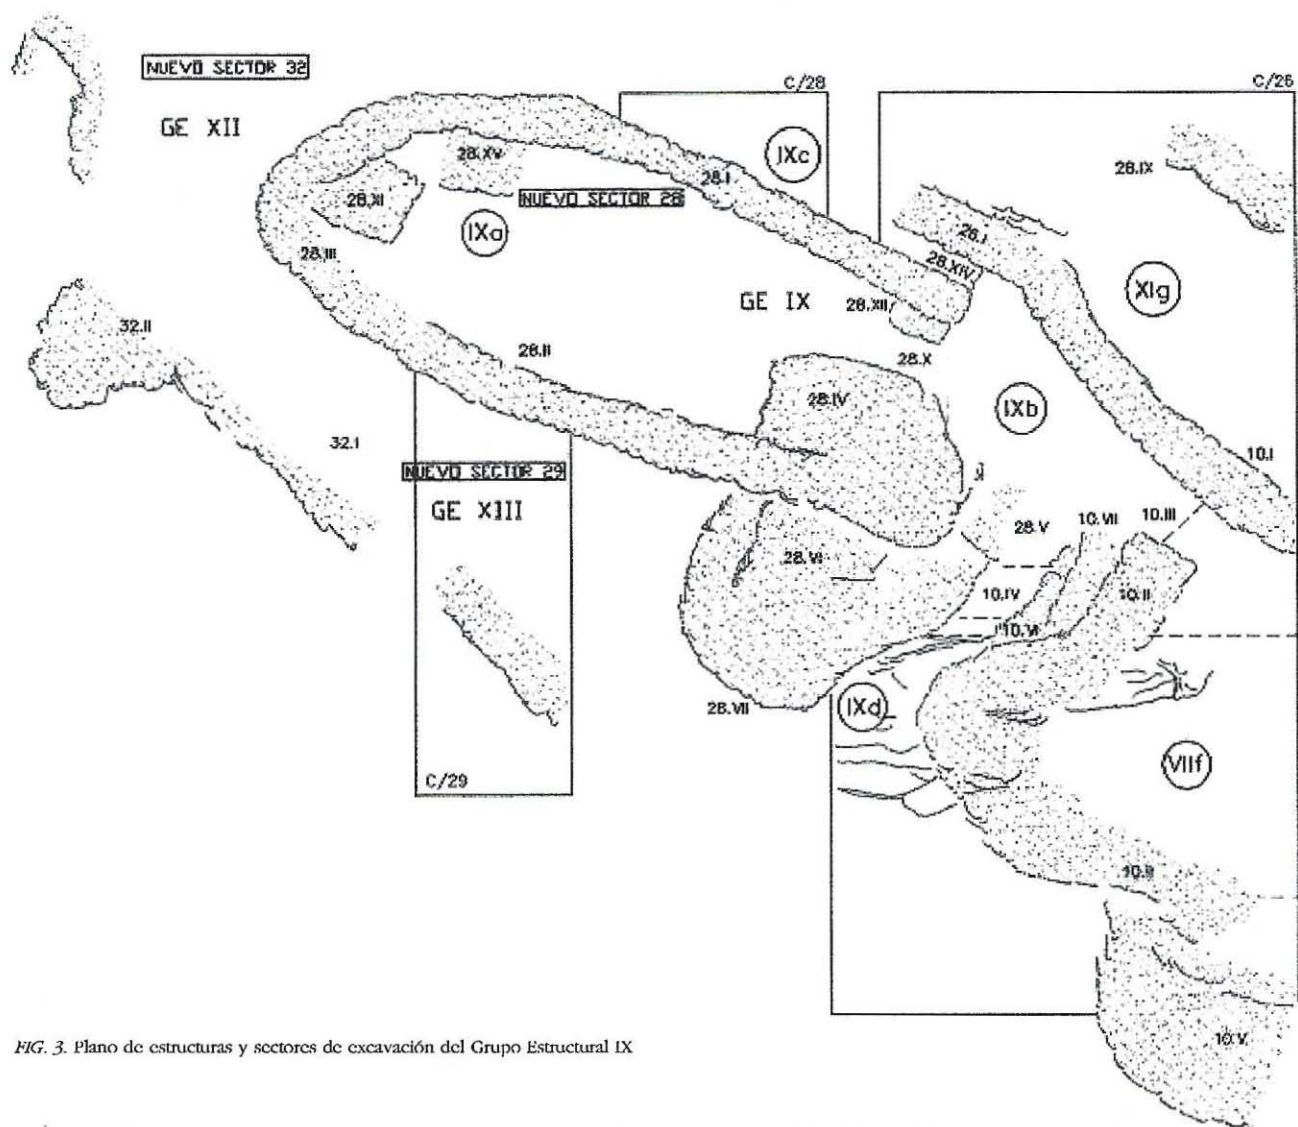 C/28
C/26
NUEVO SECTOR 32
GE XII
28.XV
IXc
28.IX
28.I
28.XI
NUEVO SECTOR 28
IXa
28.I
28.III
28.XIV
XIg
GE IX
28.XII
32.II
28.II
28.X
28.IV
IXb
32.I
10.I
NUEVO SECTOR 29
GE XIII
10.III
28.V
10.VII
28.VI
10.IV
10.II
10.VI
28.VII
IXd
VIIf
C/29
10.II
10.V
FIG. 3. Plano de estructuras y sectores de excavación del Grupo Estructural IX